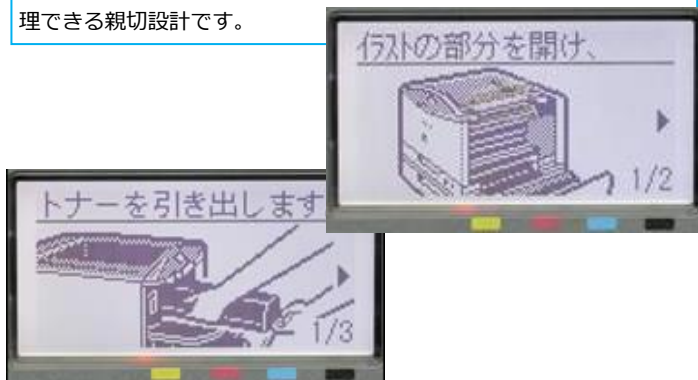 理できる親切設計です。
イラストの部分を開け、
1/2
トナーを引き出します
1/3